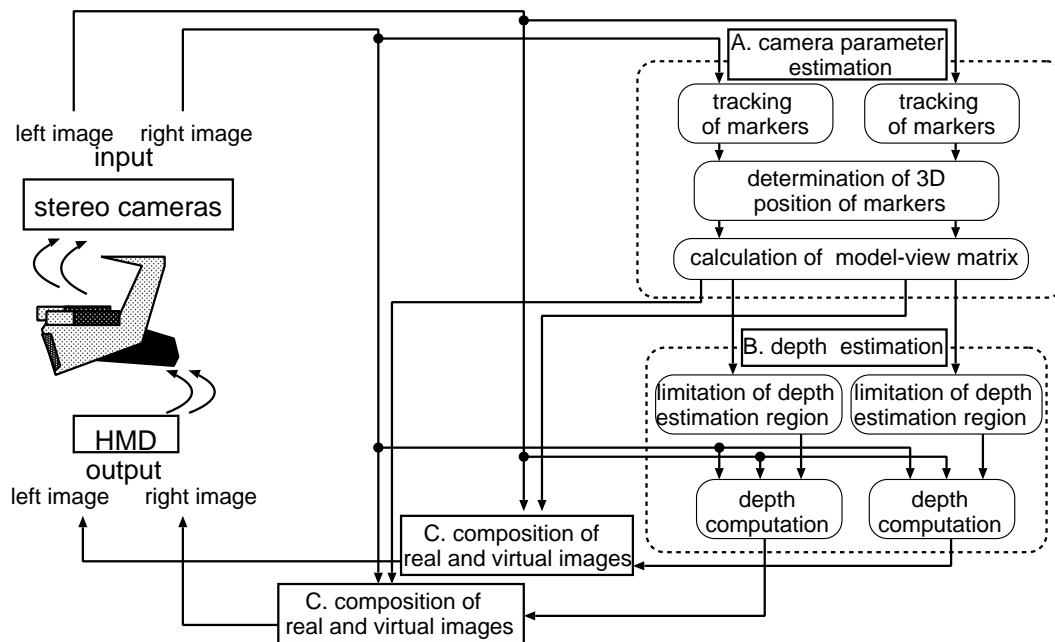 A. camera parameter
estimation
tracking
of markers
tracking
of markers
left image
right image
input
stereo cameras
determination of 3D
position of markers
calculation of model-view matrix
B. depth estimation
limitation of depth
estimation region
limitation of depth
estimation region
HMD
output
left image
right image
depth
computation
depth
computation
C. composition of
real and virtual images
C. composition of
real and virtual images